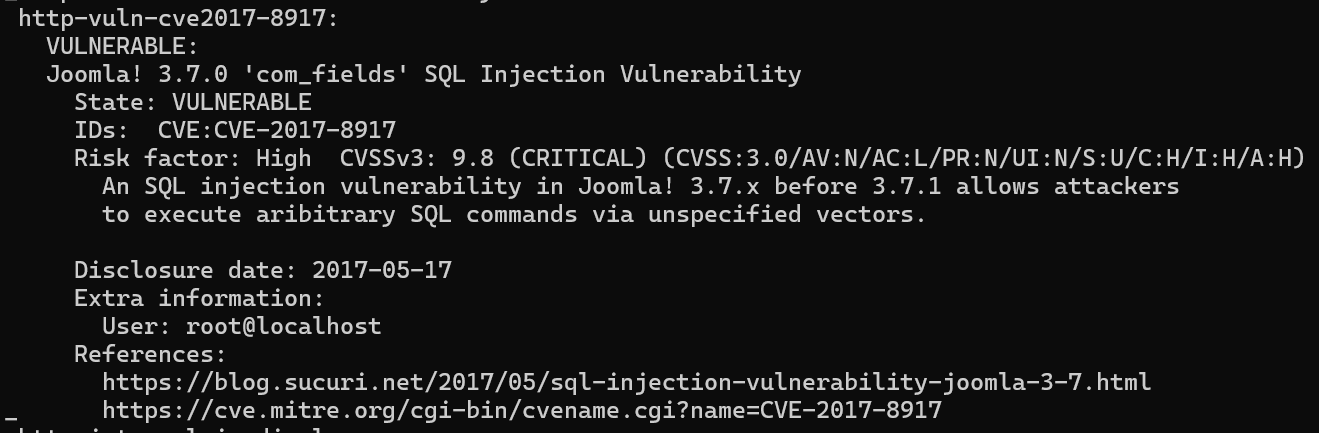 http-vuln-cve2017-8917:
VULNERABLE:
Joomla! 3.7.0 'com_fields' SQL Injection Vulnerability
State: VULNERABLE
IDs:  CVE:CVE-2017-8917
Risk factor: High  CVSSv3: 9.8 (CRITICAL) (CVSS:3.0/AV:N/AC:L/PR:N/UI:N/S:U/C:H/I:H/A:H)
An SQL injection vulnerability in Joomla! 3.7.x before 3.7.1 allows attackers
to execute aribitrary SQL commands via unspecified vectors.
Disclosure date: 2017-05-17
Extra information:
User: root@localhost
References:
https://blog.sucuri.net/2017/05/sql-injection-vulnerability-joomla-3-7.html
_     https://cve.mitre.org/cgi-bin/cvename.cgi?name=CVE-2017-8917